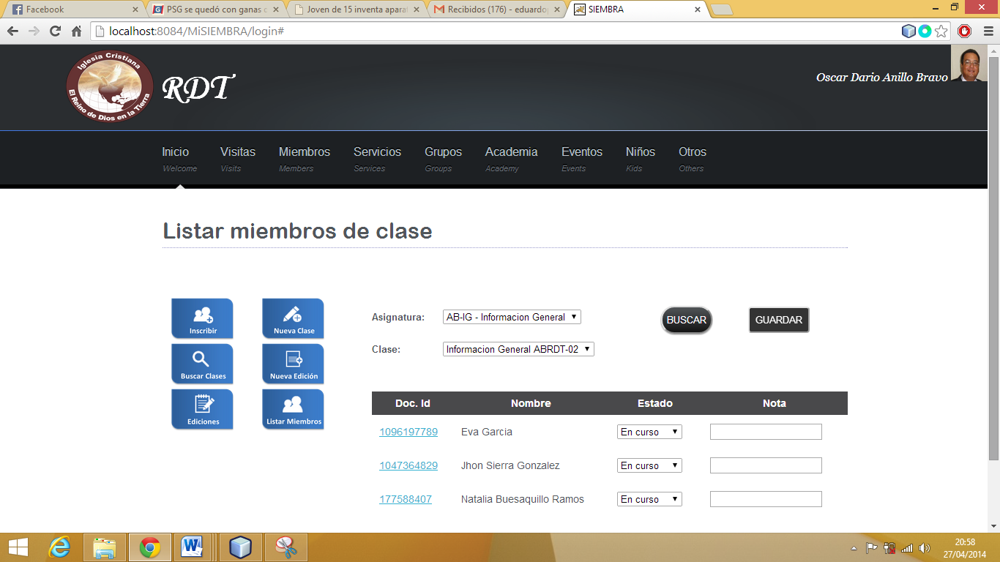 Facebook
PSG se quedó con ganas
Joven de 15 inventa apara
Recibidos (176) - eduardo
SIEMBRA
localhost:8084/MiSIEMBRA/login#
Iglesia Cristiana
El Reino de Dios en la Tierra
RDT
Oscar Dario Anillo Bravo
Inicio Visitas Miembros Servicios Grupos Academia Eventos Niños Otros
Welcome Visits Members Services Groups Academy Events Kids Others
Listar miembros de clase
Inscribir Nueva Clase
Buscar Clases Nueva Edición
Ediciones Listar Miembros
Asignatura: AB-IG - Informacion General BUSCAR GUARDAR
Clase: Informacion General ABRDT-02
Doc. Id Nombre Estado Nota
1096197789 Eva Garcia En curso
1047364829 Jhon Sierra Gonzalez En curso
177588407 Natalia Buesaquillo Ramos En curso
20:58
27/04/2014